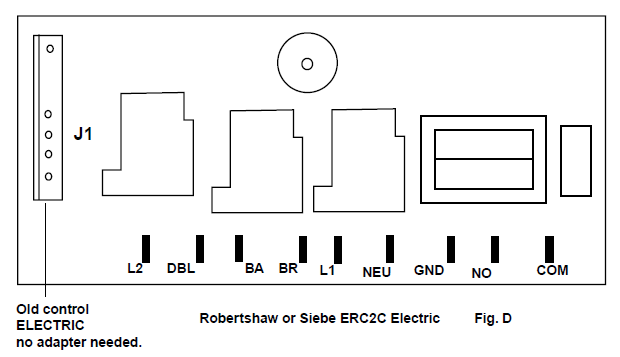 J1
L2 DBL BA BR L1 NEU GND NO COM
Old control
ELECTRIC
no adapter needed.
Robertshaw or Siebe ERC2C Electric Fig. D